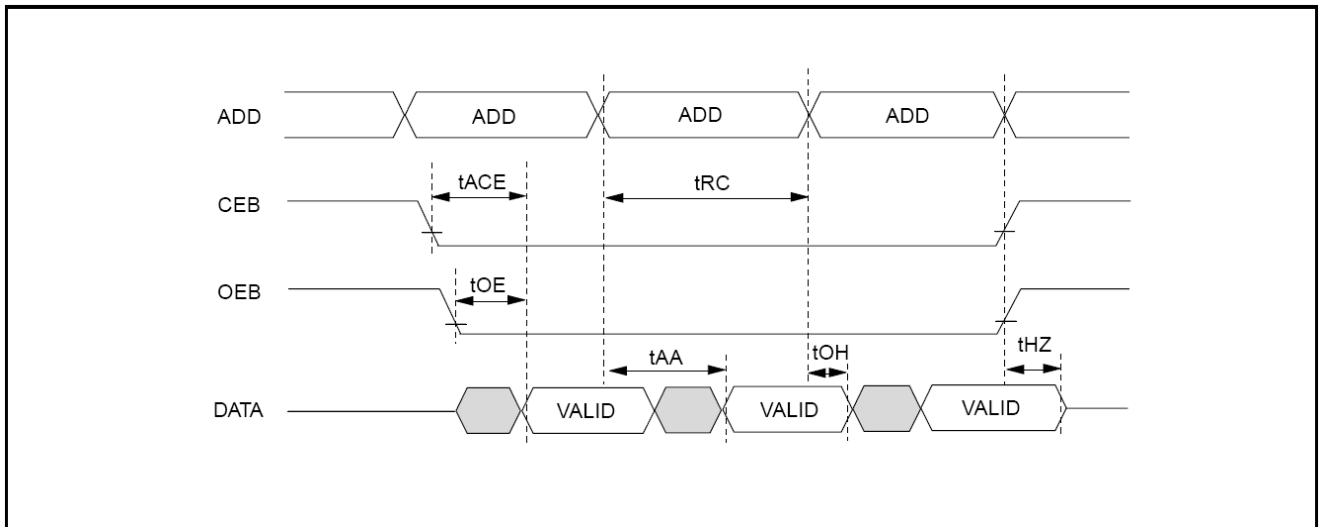 ADD ADD ADD ADD
tACE tRC
CEB
OEB tOE
tAA tOH tHZ
DATA VALID VALID VALID